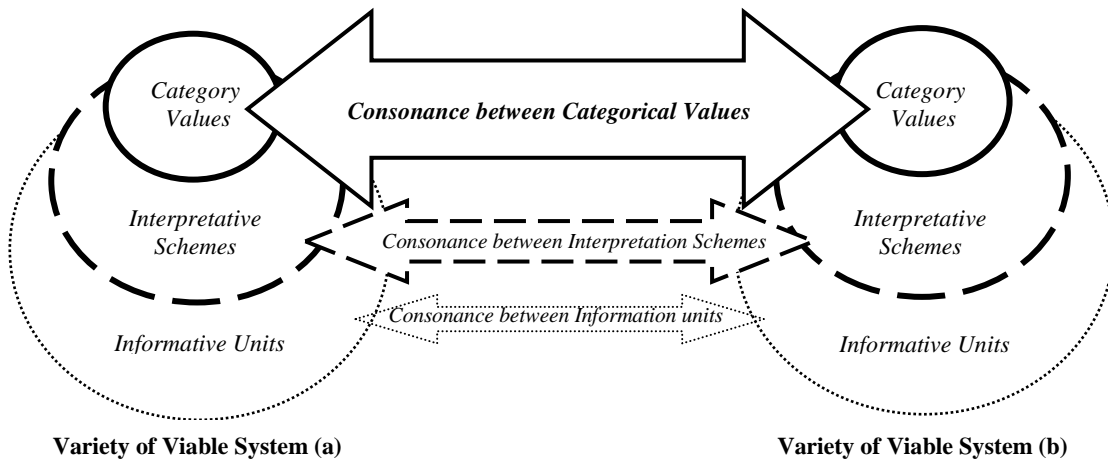 Category
Values
Consonance between Categorical Values
Category
Values
Interpretative
Schemes
Consonance between Interpretation Schemes
Interpretative
Schemes
Consonance between Information units
Informative Units
Informative Units
Variety of Viable System (a)
Variety of Viable System (b)